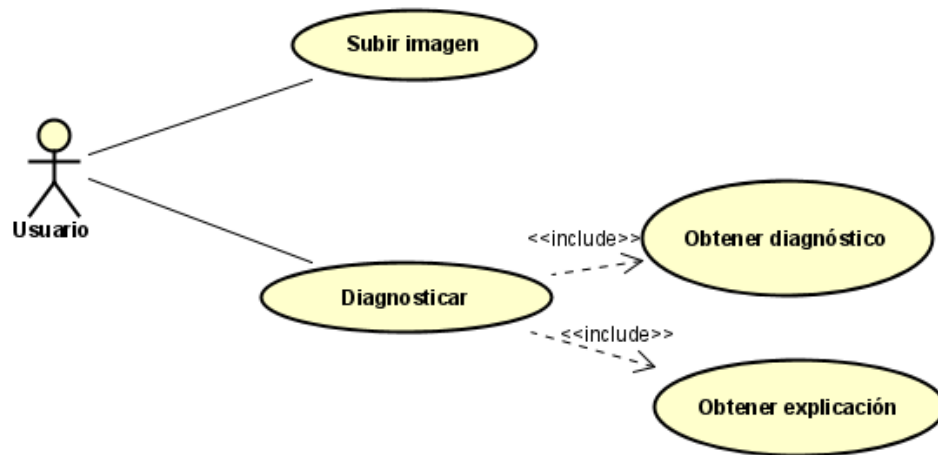 Subir imagen
Usuario
<<include>>
Obtener diagnóstico
Diagnosticar
<<include>>
Obtener explicación